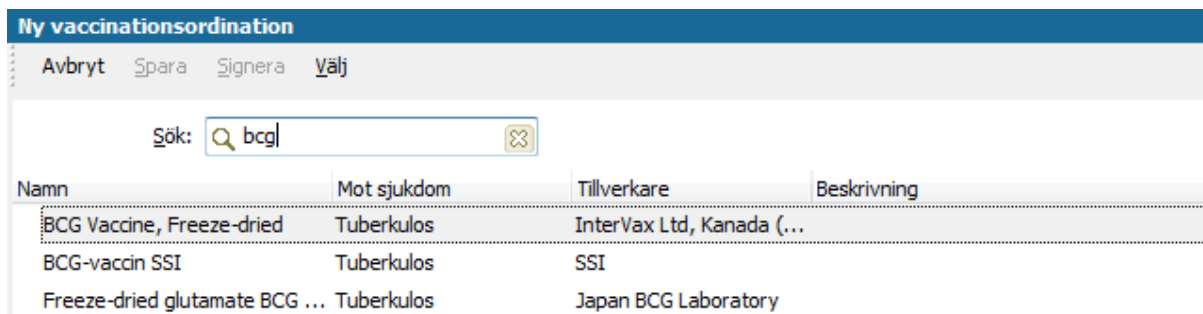 Ny vaccinationsordination
Avbryt Spara Signera Välj
Sök: bcg
Namn Mot sjukdom Tillverkare Beskrivning
BCG Vaccine, Freeze-dried Tuberkulos InterVax Ltd, Kanada (...
BCG-vaccin SSI Tuberkulos SSI
Freeze-dried glutamate BCG ... Tuberkulos Japan BCG Laboratory